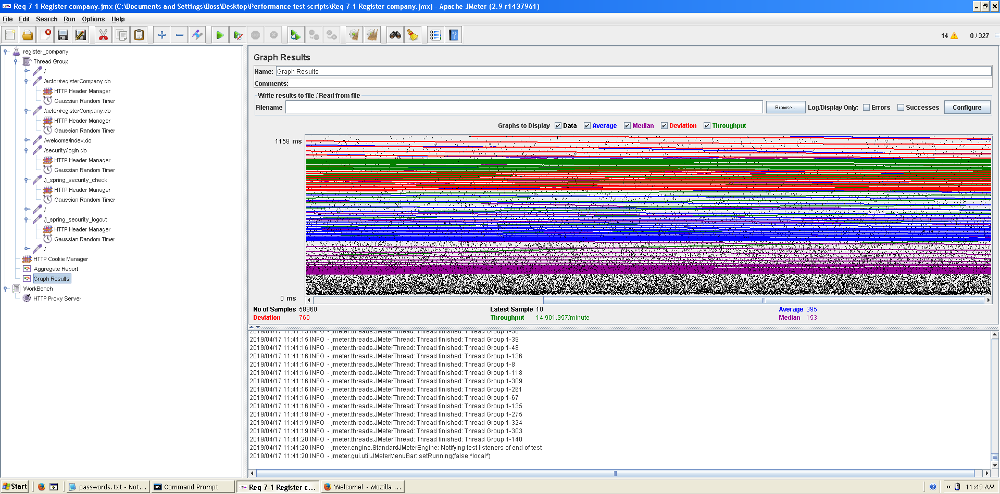 Req 7-1 Register company.jmx (C:\Documents and Settings\Boss\Desktop\Performance test scripts\Req 7-1 Register company.jmx) - Apache JMeter (2.9 r1437961)
File Edit Search Run Options Help
14 0 / 327
register_company
Thread Group
/
/actor/registerCompany.do
HTTP Header Manager
Gaussian Random Timer
/actor/registerCompany.do
HTTP Header Manager
Gaussian Random Timer
/welcome/index.do
/security/login.do
HTTP Header Manager
Gaussian Random Timer
/j_spring_security_check
HTTP Header Manager
Gaussian Random Timer
/
/j_spring_security_logout
HTTP Header Manager
Gaussian Random Timer
/
HTTP Cookie Manager
Aggregate Report
Graph Results
WorkBench
HTTP Proxy Server
Graph Results
Name: Graph Results
Comments:
Write results to file / Read from file
Filename Browse... Log/Display Only: Errors Successes Configure
Graphs to Display Data Average Median Deviation Throughput
1158 ms
0 ms
No of Samples 58860 Latest Sample 10 Average 395
Deviation 760 Throughput 14,901.957/minute Median 153
2019/04/17 11:41:15 INFO - jmeter.threads.JMeterThread: Thread finished: Thread Group 1-30
2019/04/17 11:41:15 INFO - jmeter.threads.JMeterThread: Thread finished: Thread Group 1-39
2019/04/17 11:41:16 INFO - jmeter.threads.JMeterThread: Thread finished: Thread Group 1-48
2019/04/17 11:41:16 INFO - jmeter.threads.JMeterThread: Thread finished: Thread Group 1-136
2019/04/17 11:41:16 INFO - jmeter.threads.JMeterThread: Thread finished: Thread Group 1-8
2019/04/17 11:41:16 INFO - jmeter.threads.JMeterThread: Thread finished: Thread Group 1-118
2019/04/17 11:41:16 INFO - jmeter.threads.JMeterThread: Thread finished: Thread Group 1-309
2019/04/17 11:41:16 INFO - jmeter.threads.JMeterThread: Thread finished: Thread Group 1-261
2019/04/17 11:41:16 INFO - jmeter.threads.JMeterThread: Thread finished: Thread Group 1-67
2019/04/17 11:41:16 INFO - jmeter.threads.JMeterThread: Thread finished: Thread Group 1-135
2019/04/17 11:41:18 INFO - jmeter.threads.JMeterThread: Thread finished: Thread Group 1-275
2019/04/17 11:41:19 INFO - jmeter.threads.JMeterThread: Thread finished: Thread Group 1-324
2019/04/17 11:41:19 INFO - jmeter.threads.JMeterThread: Thread finished: Thread Group 1-303
2019/04/17 11:41:20 INFO - jmeter.threads.JMeterThread: Thread finished: Thread Group 1-140
2019/04/17 11:41:20 INFO - jmeter.engine.StandardJMeterEngine: Notifying test listeners of end of test
2019/04/17 11:41:20 INFO - jmeter.gui.util.JMeterMenuBar: setRunning(false,*local*)
Start passwords.txt - Not... Command Prompt Req 7-1 Register c... Welcome! - Mozilla ... « 11:49 AM